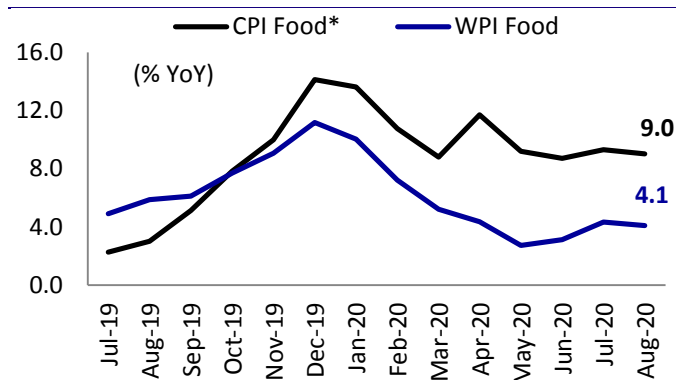 CPI Food* WPI Food
16.0
(% YoY)
12.0
9.0
8.0
4.1
4.0
0.0
Jul-19
Aug-19
Sep-19
Oct-19
Nov-19
Dec-19
Jan-20
Feb-20
Mar-20
Apr-20
May-20
Jun-20
Jul-20
Aug-20